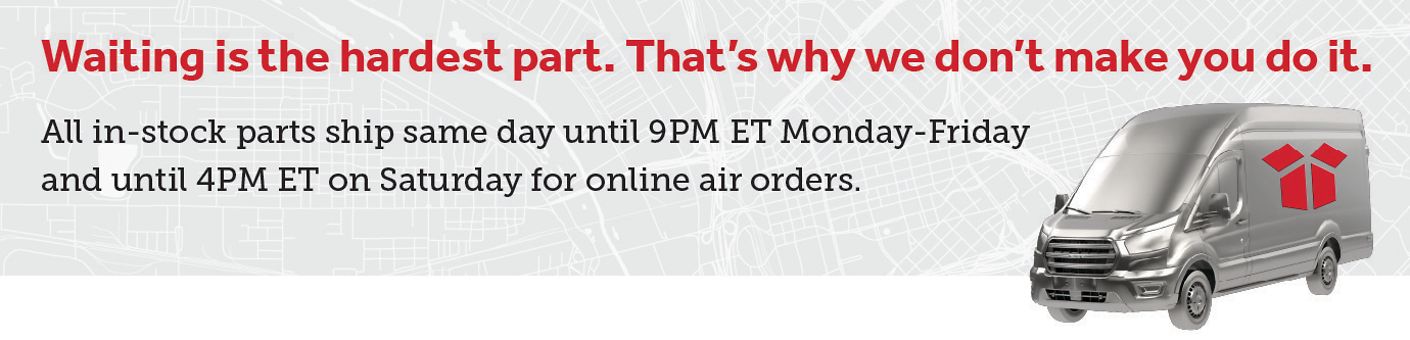 Waiting is the hardest part. That's why we don't make you do it.
All in-stock parts ship same day until 9PM ET Monday-Friday
and until 4PM ET on Saturday for online air orders.